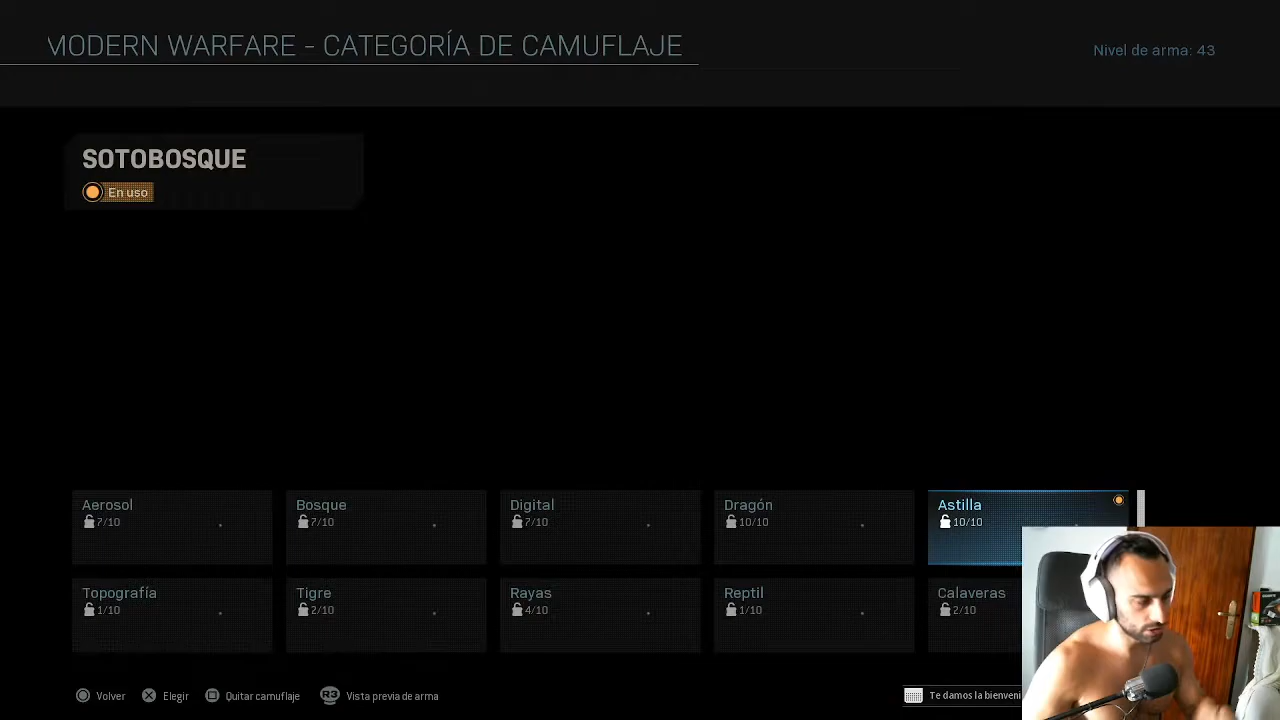 MODERN WARFARE - CATEGORÍA DE CAMUFLAJE
Nivel de arma: 43
SOTOBOSQUE
En uso
Aerosol
7/10
Bosque
7/10
Digital
7/10
Dragón
10/10
Astilla
10/10
Topografía
1/10
Tigre
2/10
Rayas
4/10
Reptil
1/10
Calaveras
2/10
Volver
Elegir
Quitar camuflaje
R3 Vista previa de arma
Te damos la bienveni